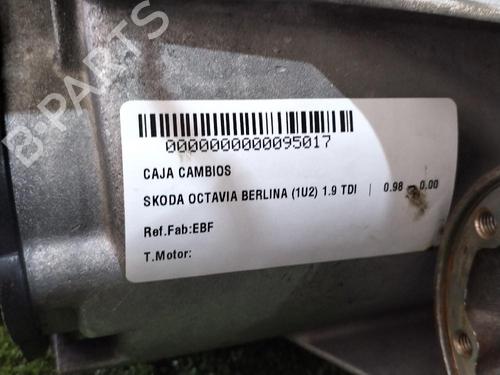 B-PARTS
0000000000095017
CAJA CAMBIOS
SKODA OCTAVIA BERLINA (1U2) 1.9 TDI | 0.98 - 0.00
Ref.Fab:EBF
T.Motor: